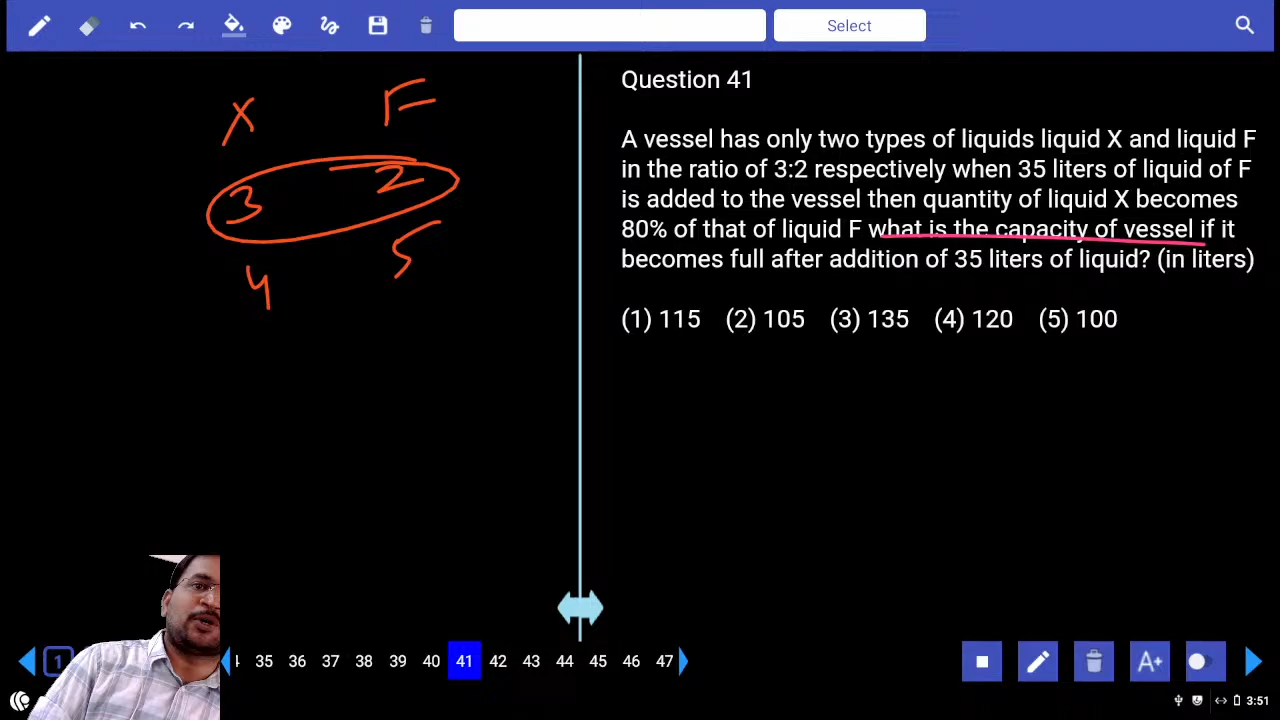 Select
X F
3 2
4 5
Question 41
A vessel has only two types of liquids liquid X and liquid F
in the ratio of 3:2 respectively when 35 liters of liquid of F
is added to the vessel then quantity of liquid X becomes
80% of that of liquid F what is the capacity of vessel if it
becomes full after addition of 35 liters of liquid? (in liters)
(1) 115 (2) 105 (3) 135 (4) 120 (5) 100
1 35 36 37 38 39 40 41 42 43 44 45 46 47
A+
3:51